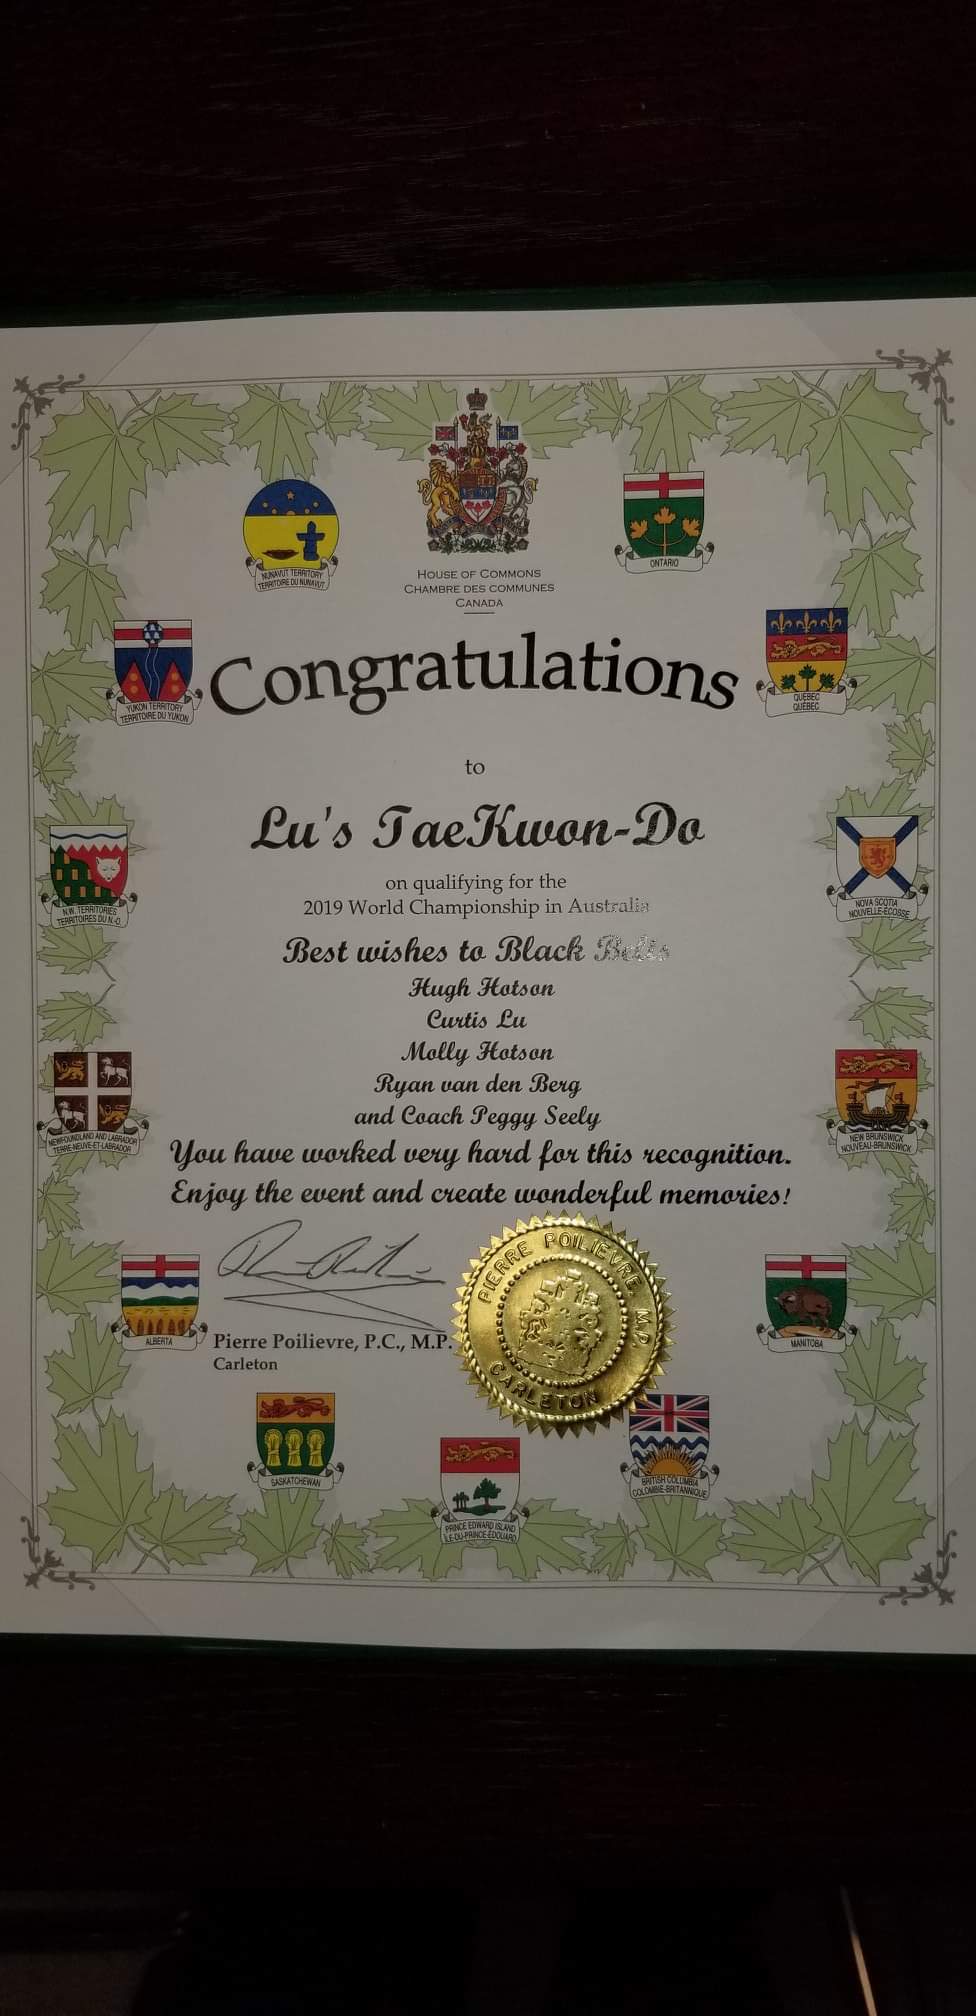 HOUSE OF COMMONS
CHAMBRE DES COMMUNES
CANADA
NUNAVUT TERRITORY
TERRITOIRE DU NUNAVUT
ONTARIO
YUKON TERRITORY
TERRITOIRE DU YUKON
QUEBEC
QUÉBEC
Congratulations
to
Lu's TaeKwon-Do
on qualifying for the
2019 World Championship in Australia
N.W. TERRITORIES
TERRITOIRES DU N.-O.
NOVA SCOTIA
NOUVELLE-ÉCOSSE
Best wishes to Black Belts
Hugh Hotson
Curtis Lu
Molly Hotson
Ryan van den Berg
and Coach Peggy Seely
NEWFOUNDLAND AND LABRADOR
TERRE-NEUVE-ET-LABRADOR
NEW BRUNSWICK
NOUVEAU-BRUNSWICK
You have worked very hard for this recognition.
Enjoy the event and create wonderful memories!
PIERRE POILIEVRE M.P.
CARLETON
Pierre Poilievre, P.C., M.P.
Carleton
ALBERTA
MANITOBA
SASKATCHEWAN
BRITISH COLUMBIA
COLOMBIE-BRITANNIQUE
PRINCE EDWARD ISLAND
ÎLE-DU-PRINCE-ÉDOUARD